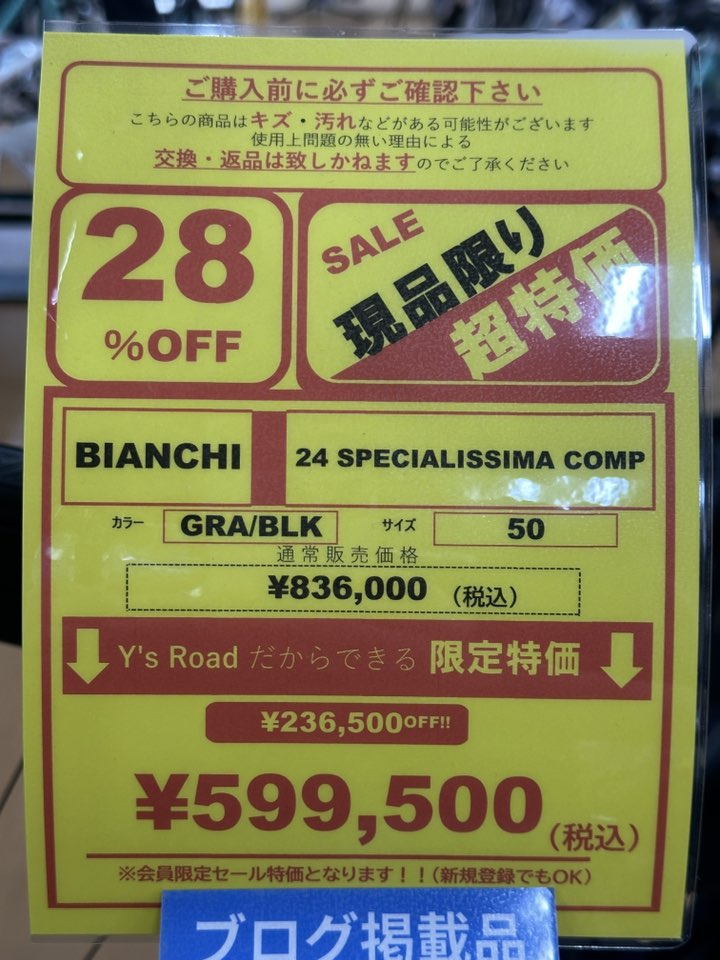 ご購入前に必ずご確認下さい
こちらの商品はキズ・汚れなどがある可能性がございます
使用上問題の無い理由による
交換・返品は致しかねますのでご了承ください
28
%OFF
SALE
現品限り
超特価
BIANCHI
24 SPECIALISSIMA COMP
カラー GRA/BLK サイズ 50
通常販売価格
¥836,000 (税込)
Y's Road だからできる 限定特価
¥236,500OFF!!
¥599,500(税込)
※会員限定セール特価となります!!(新規登録でもOK)
ブログ掲載品